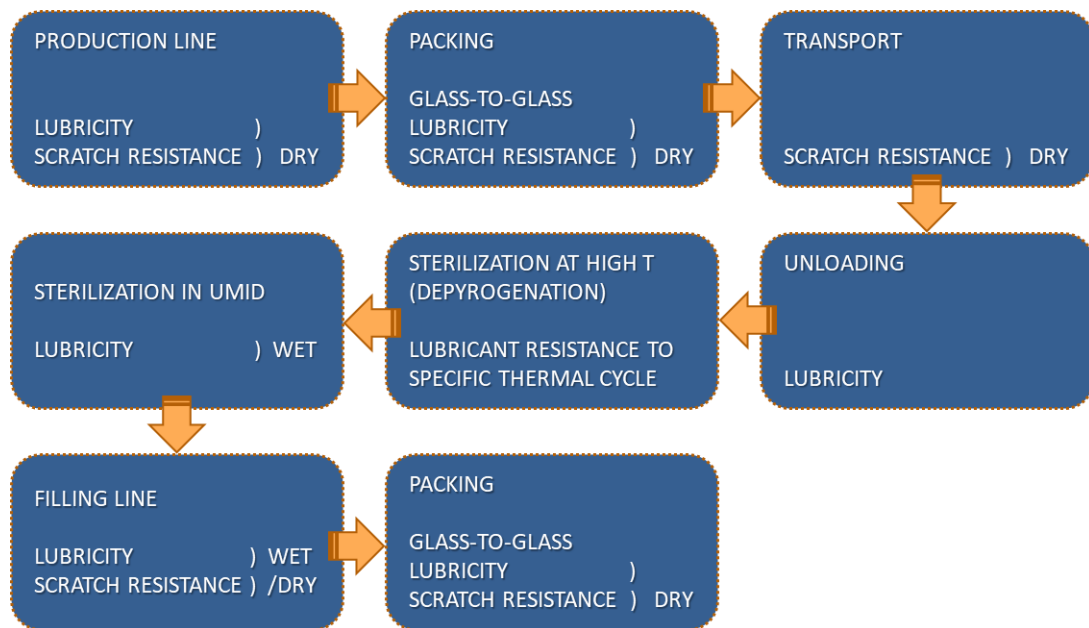 PRODUCTION LINE
LUBRICITY )
SCRATCH RESISTANCE ) DRY
PACKING
GLASS-TO-GLASS
LUBRICITY )
SCRATCH RESISTANCE ) DRY
TRANSPORT
SCRATCH RESISTANCE ) DRY
UNLOADING
LUBRICITY
STERILIZATION AT HIGH T
(DEPYROGENATION)
LUBRICANT RESISTANCE TO
SPECIFIC THERMAL CYCLE
STERILIZATION IN UMID
LUBRICITY ) WET
FILLING LINE
LUBRICITY ) WET
SCRATCH RESISTANCE ) /DRY
PACKING
GLASS-TO-GLASS
LUBRICITY )
SCRATCH RESISTANCE ) DRY